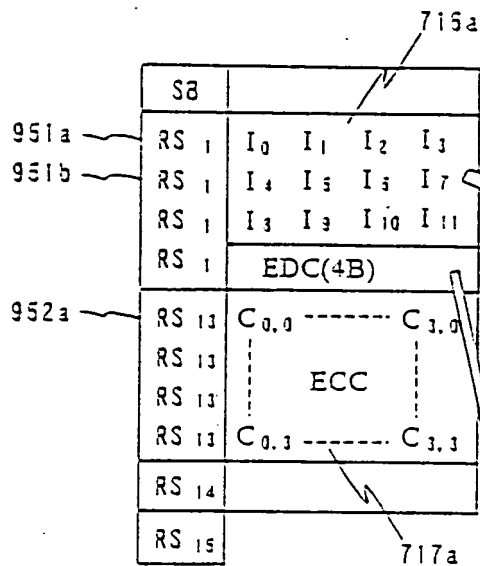 716a
SB
951a RS 1 I0 I1 I2 I3
951b RS 1 I4 I5 I6 I7
RS 1 I8 I9 I10 I11
RS 1 EDC(4B)
952a RS 13 C0,0 C3,0
RS 13
RS 13 ECC
RS 13 C0,3 C3,3
RS 14
RS 15
717a